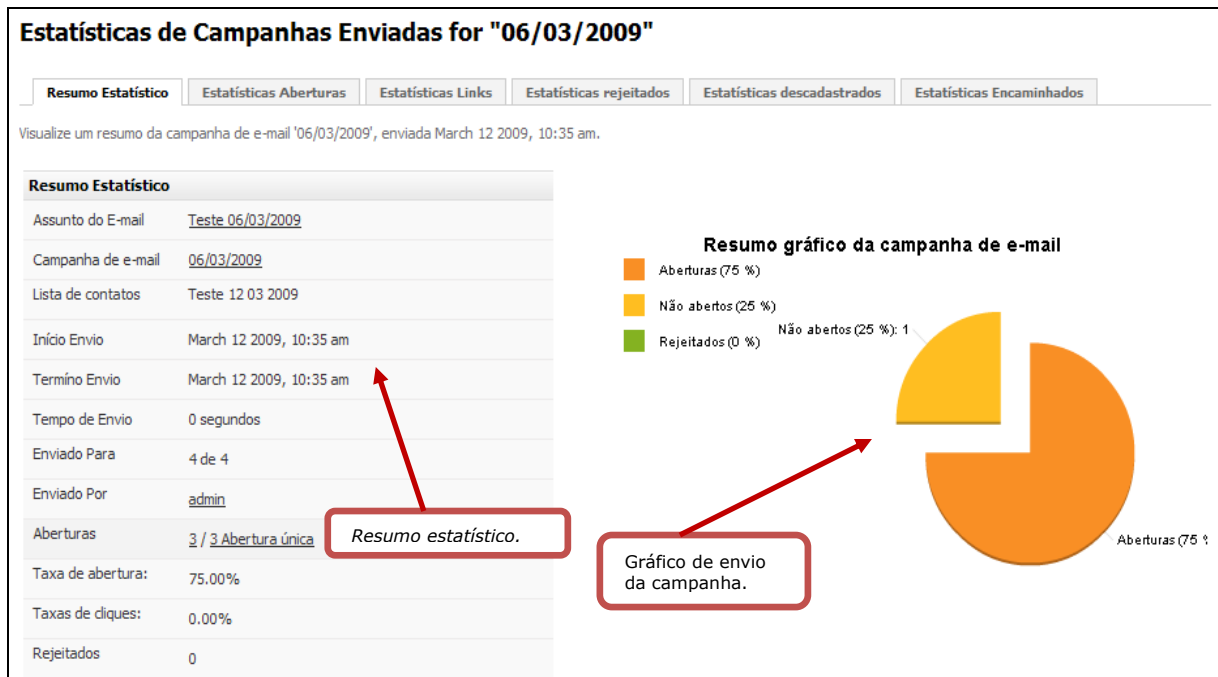 Estatísticas de Campanhas Enviadas for "06/03/2009"
Resumo Estatístico Estatísticas Aberturas Estatísticas Links Estatísticas rejeitados Estatísticas descadastrados Estatísticas Encaminhados
Visualize um resumo da campanha de e-mail '06/03/2009', enviada March 12 2009, 10:35 am.
Resumo Estatístico
Assunto do E-mail Teste 06/03/2009
Campanha de e-mail 06/03/2009
Lista de contatos Teste 12 03 2009
Início Envio March 12 2009, 10:35 am
Termíno Envio March 12 2009, 10:35 am
Tempo de Envio 0 segundos
Enviado Para 4 de 4
Enviado Por admin
Aberturas 3 / 3 Abertura única
Taxa de abertura: 75.00%
Taxas de cliques: 0.00%
Rejeitados 0
Resumo estatístico.
Resumo gráfico da campanha de e-mail
Aberturas (75 %)
Não abertos (25 %)
Rejeitados (0 %)
Não abertos (25 %): 1
Aberturas (75 %
Gráfico de envio
da campanha.